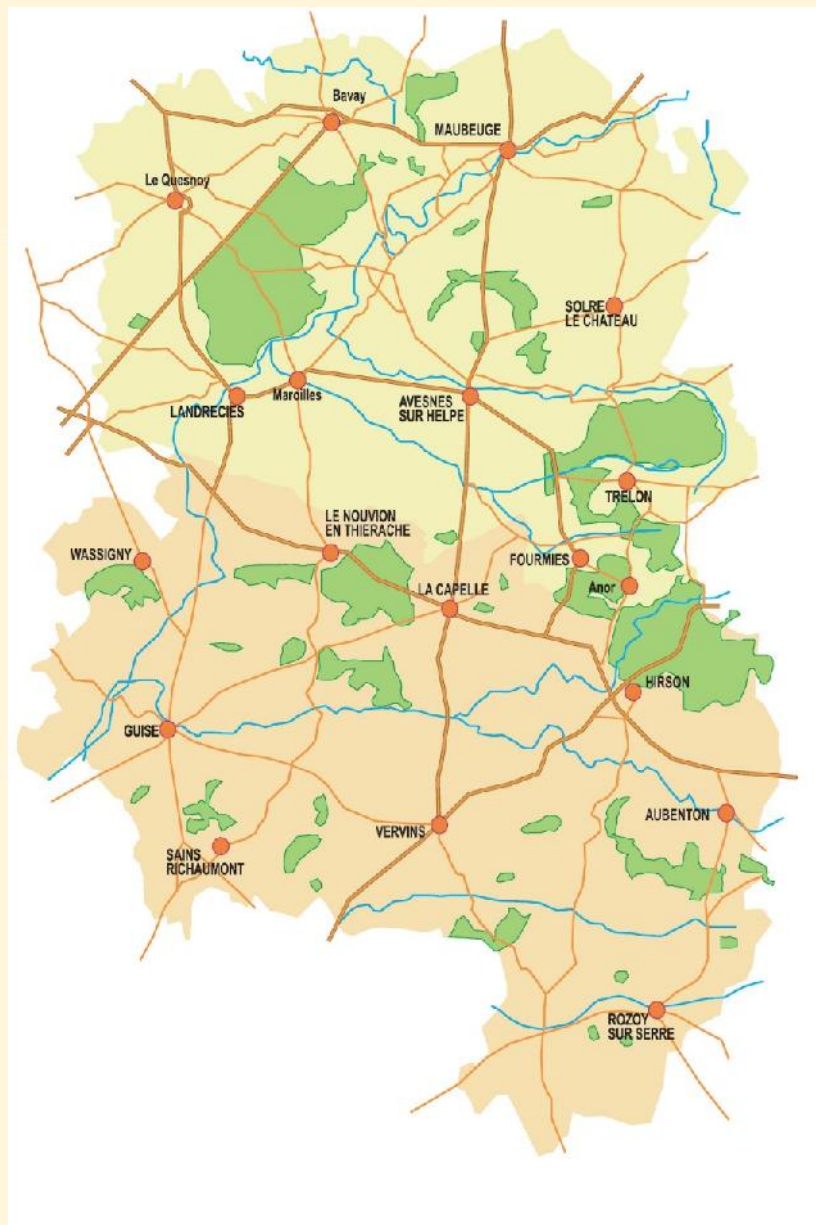 Bavay
MAUBEUGE
Le Quesnoy
SOLRE
LE CHATEAU
LANDRECIES
Maroilles
AVESNES
SUR HELPE
TRELON
LE NOUVION
EN THIERACHE
WASSIGNY
FOURMIES
LA CAPELLE
Anor
HIRSON
GUISE
AUBENTON
VERVINS
SAINS
RICHAUMONT
ROZOY
SUR SERRE